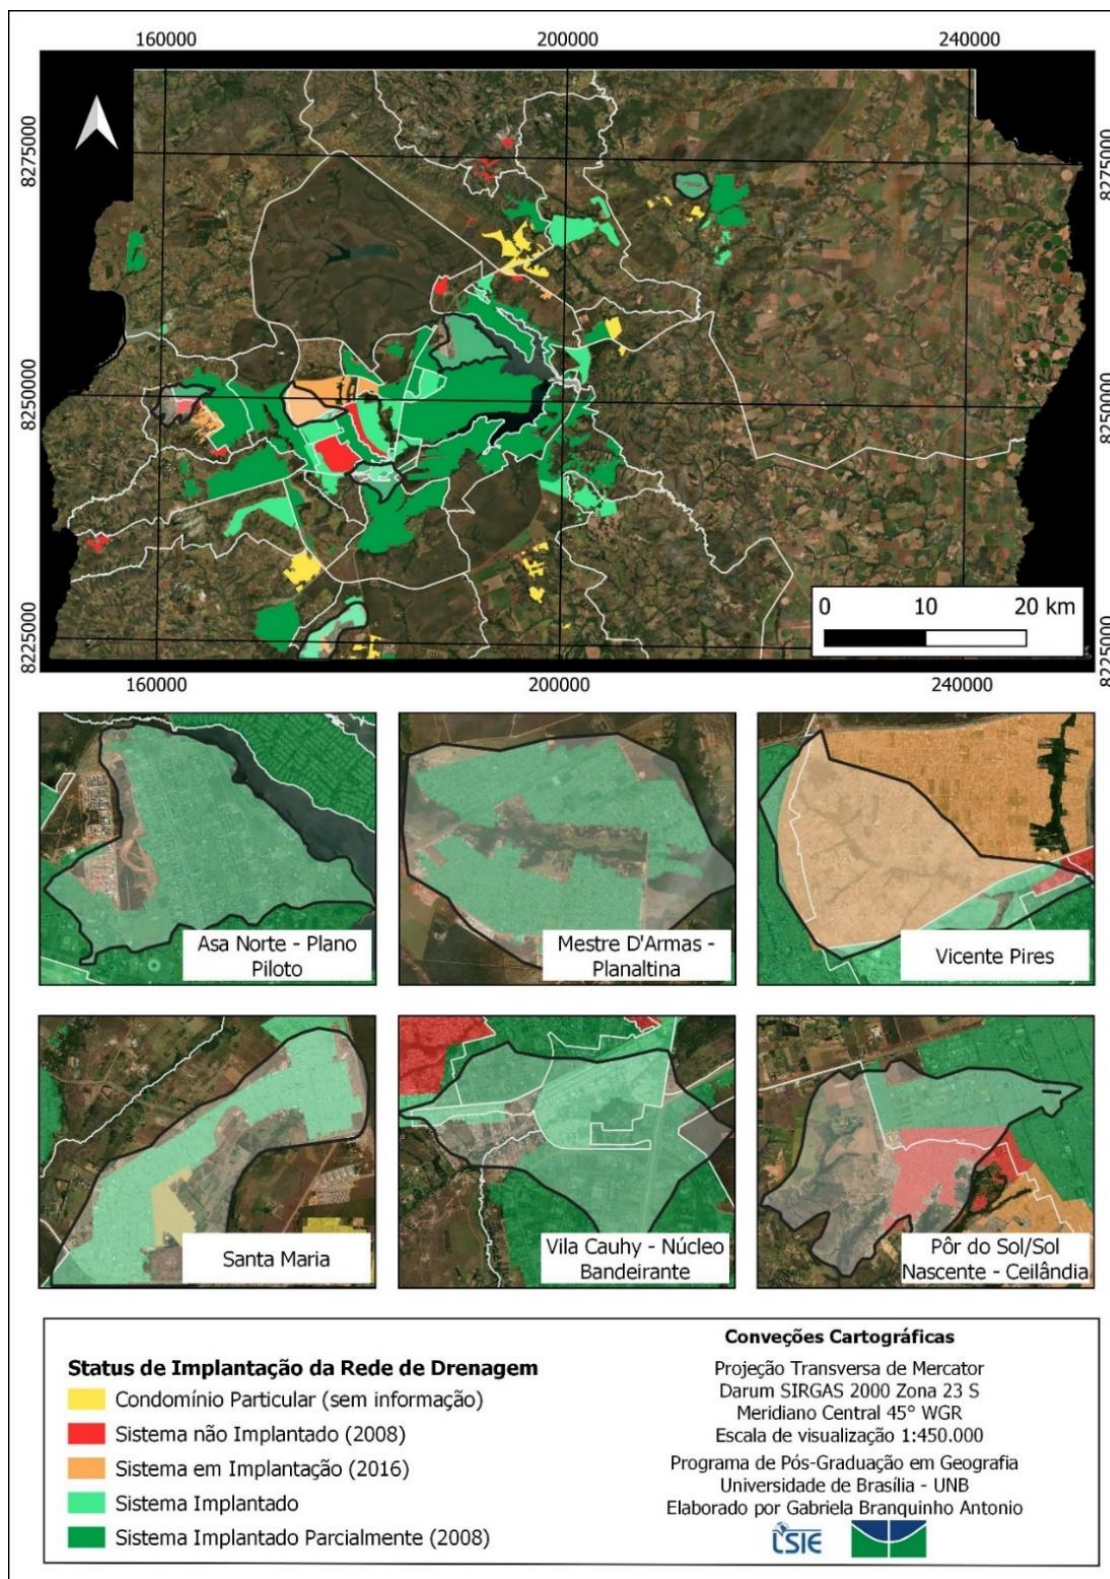 160000
200000
240000
8275000
8275000
8250000
8250000
8225000
8225000
0
10
20 km
160000
200000
240000
Asa Norte - Plano
Piloto
Mestre D'Armas -
Planaltina
Vicente Pires
Santa Maria
Vila Cauhy - Núcleo
Bandeirante
Pôr do Sol/Sol
Nascente - Ceilândia
Status de Implantação da Rede de Drenagem
Condomínio Particular (sem informação)
Sistema não Implantado (2008)
Sistema em Implantação (2016)
Sistema Implantado
Sistema Implantado Parcialmente (2008)
Conveções Cartográficas
Projeção Transversa de Mercator
Darum SIRGAS 2000 Zona 23 S
Meridiano Central 45° WGR
Escala de visualização 1:450.000
Programa de Pós-Graduação em Geografia
Universidade de Brasília - UNB
Elaborado por Gabriela Branquinho Antonio
LSIE